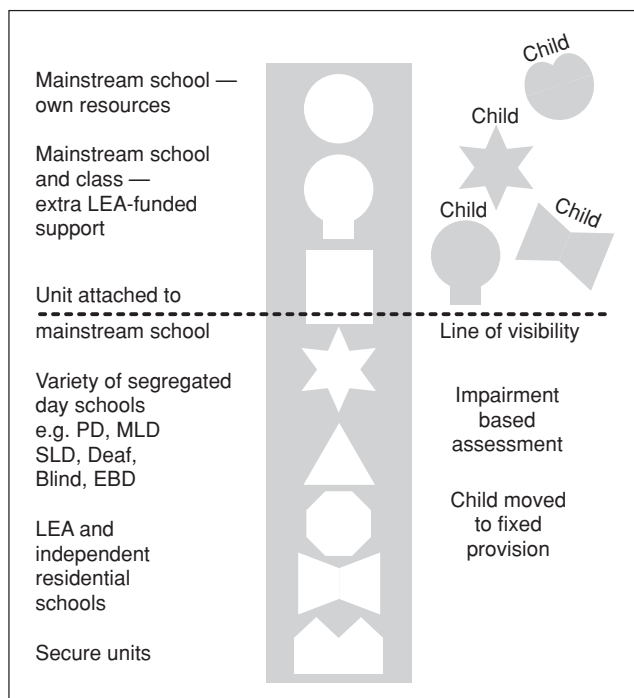 Mainstream school —
own resources
Mainstream school
and class —
extra LEA-funded
support
Unit attached to
mainstream school
Variety of segregated
day schools
e.g. PD, MLD
SLD, Deaf,
Blind, EBD
LEA and
independent
residential
schools
Secure units
Child
Child
Child
Child
Line of visibility
Impairment
based
assessment
Child moved
to fixed
provision